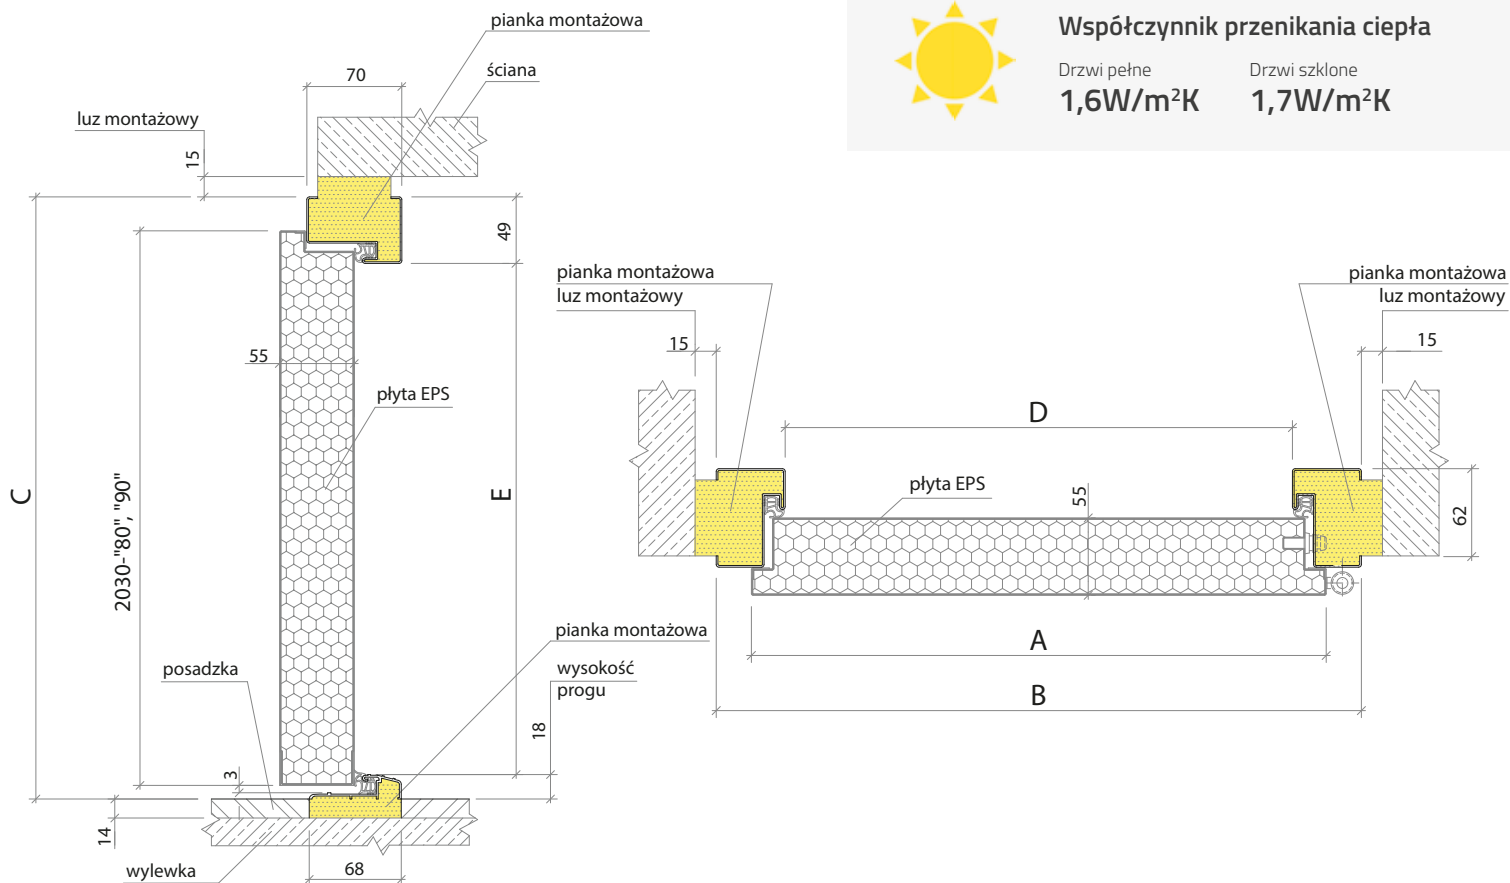 pianka montażowa
70
ściana
luz montażowy
15
49
55
płyta EPS
C
2030-"80", "90"
E
pianka montażowa
posadzka
wysokość
progu
18
3
14
68
wylewka
Współczynnik przenikania ciepła
Drzwi pełne
Drzwi szklone
1,6W/m²K
1,7W/m²K
pianka montażowa
luz montażowy
15
pianka montażowa
luz montażowy
15
D
płyta EPS
55
62
A
B